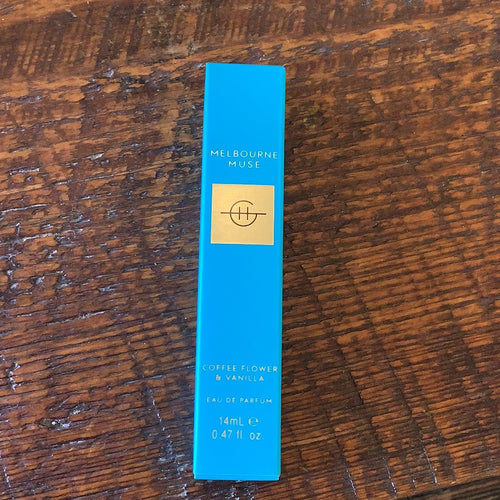 MELBOURNE
MUSE
COFFEE FLOWER
& VANILLA
EAU DE PARFUM
14mL ℮
0.47 fl. oz.